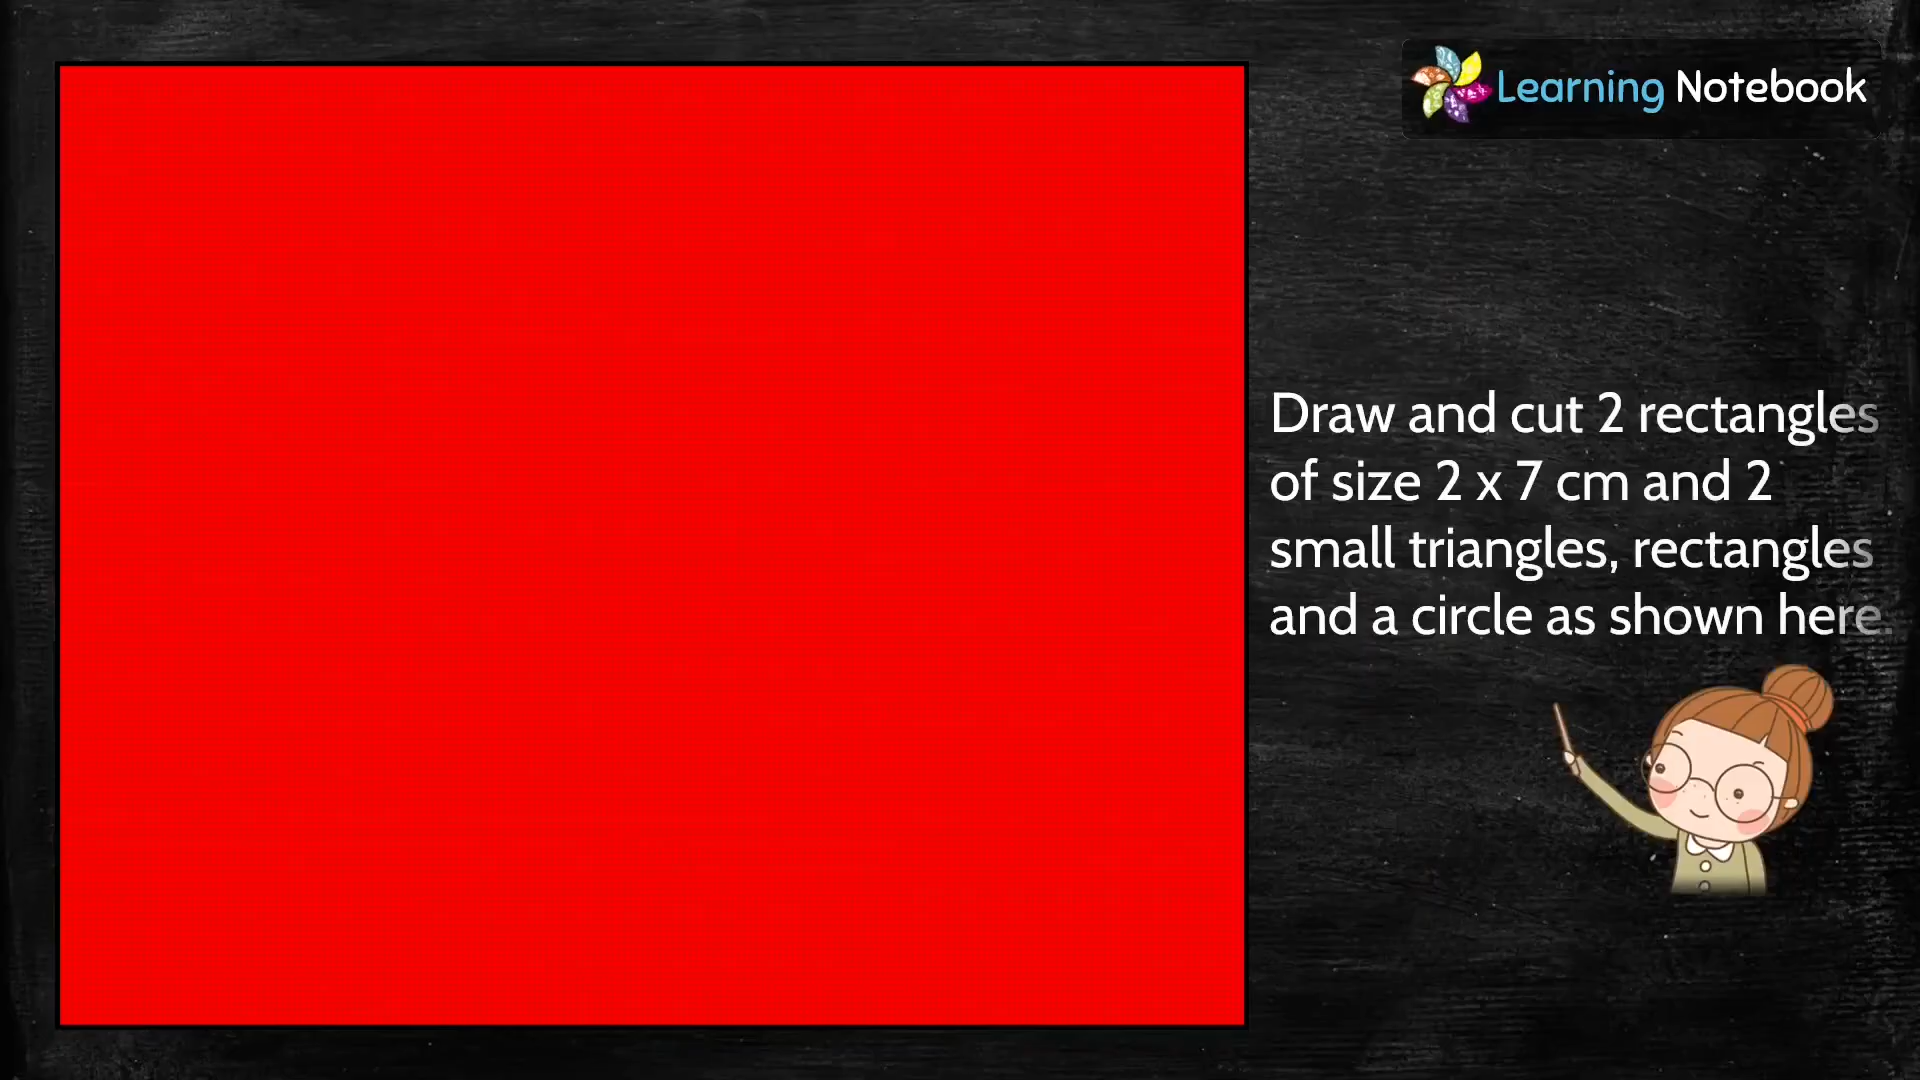 Learning Notebook
Draw and cut 2 rectangles
of size 2 x 7 cm and 2
small triangles, rectangles
and a circle as shown here.